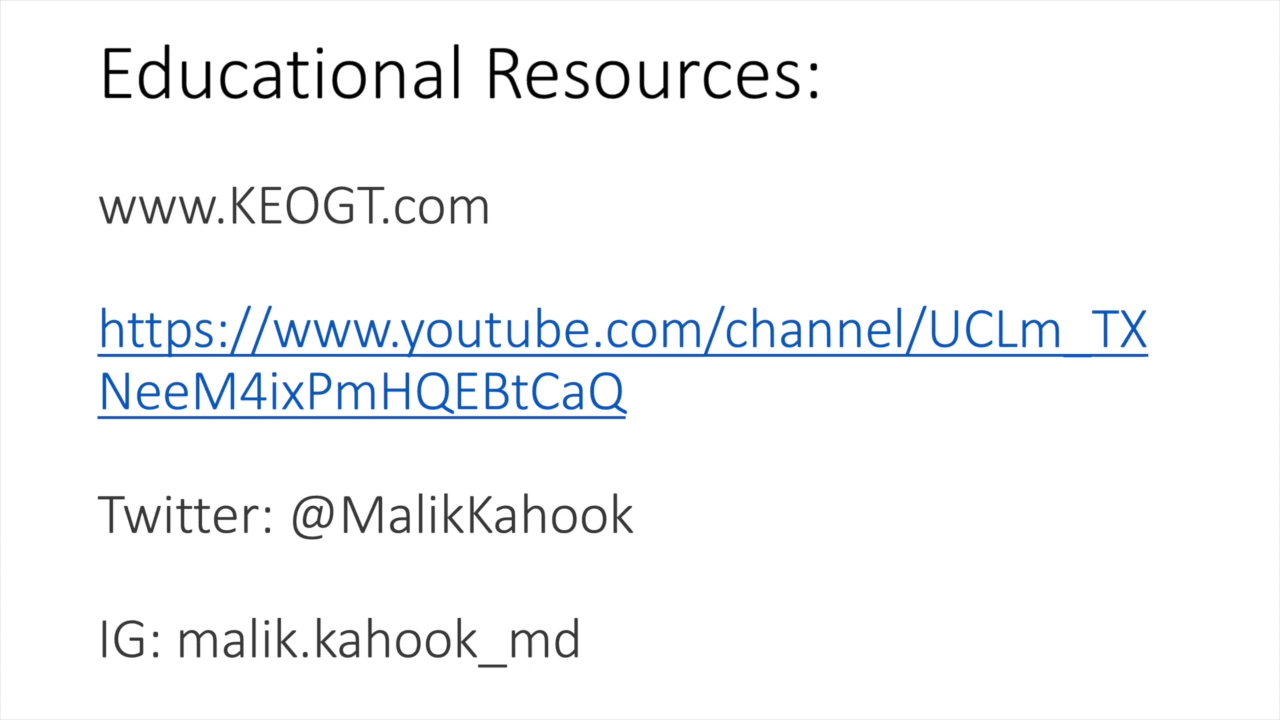 Educational Resources:
www.KEOGT.com
https://www.youtube.com/channel/UCLm_TX
NeeM4ixPmHQEBtCaQ
Twitter: @MalikKahook
IG: malik.kahook_md